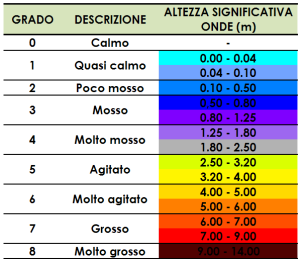 GRADO DESCRIZIONE ALTEZZA SIGNIFICATIVA
ONDE (m)
0 Calmo -
1 Quasi calmo 0.00 - 0.04
0.04 - 0.10
2 Poco mosso 0.10 - 0.50
3 Mosso 0.50 - 0.80
0.80 - 1.25
4 Molto mosso 1.25 - 1.80
1.80 - 2.50
5 Agitato 2.50 - 3.20
3.20 - 4.00
6 Molto agitato 4.00 - 5.00
5.00 - 6.00
7 Grosso 6.00 - 7.00
7.00 - 9.00
8 Molto grosso 9.00 - 14.00